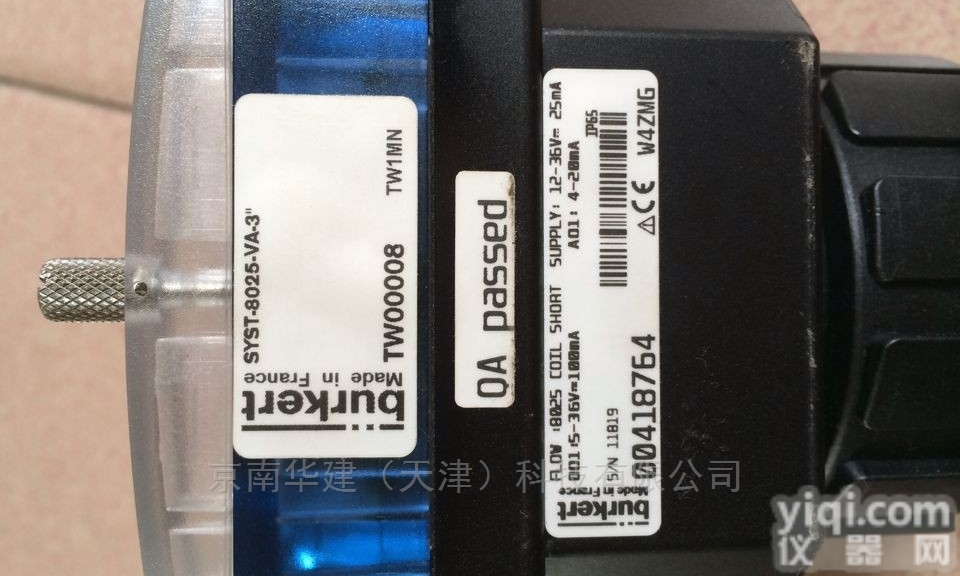 burkert
Made in France
SYST-8025-VA-3"
TW00008
TW1MN
QA passed
burkert
Made in France
FLOW :8025 COIL SHORT SUPPLY: 12-36V⎓ 25mA
DO1:5-36V⎓100mA
AO1: 4-20mA
S/N 11819
IP65
00418764
CE W4ZMG
京南华建（天津）科技有限公司
yiqi.com
仪器网